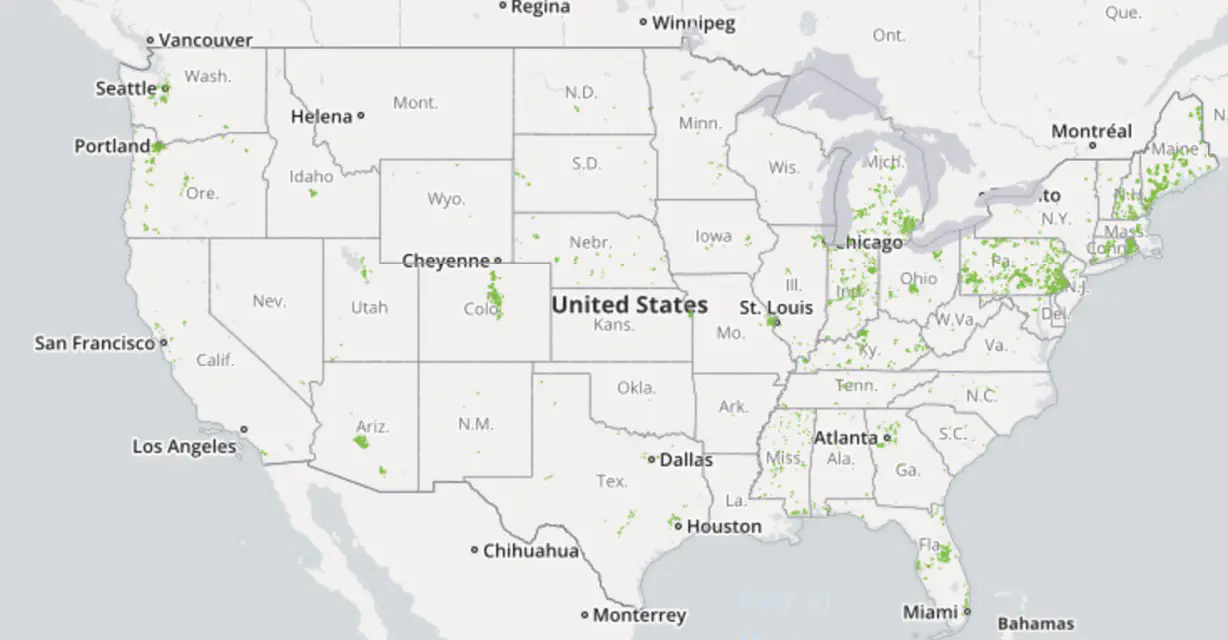 Regina
Winnipeg
Que.
Ont.
Vancouver
Wash.
Seattle
Mont.
N.D.
Minn.
Helena
Montréal
Portland
Maine
S.D.
Wis.
Mich.
Idaho
Ore.
Wyo.
to
N.H.
N.Y.
Mass.
Iowa
Nebr.
Chicago
Conn.
Cheyenne
Pa.
Ohio
Ill.
Ind.
N.J.
Nev.
Utah
Colo.
United States
St. Louis
Del.
Kans.
W.Va.
Mo.
Va.
San Francisco
Calif.
Ky.
Okla.
Tenn.
N.C.
Ark.
Ariz.
N.M.
S.C.
Los Angeles
Atlanta
Dallas
Miss.
Ala.
Ga.
Tex.
La.
Houston
Chihuahua
Fla.
Miami
Monterrey
Bahamas